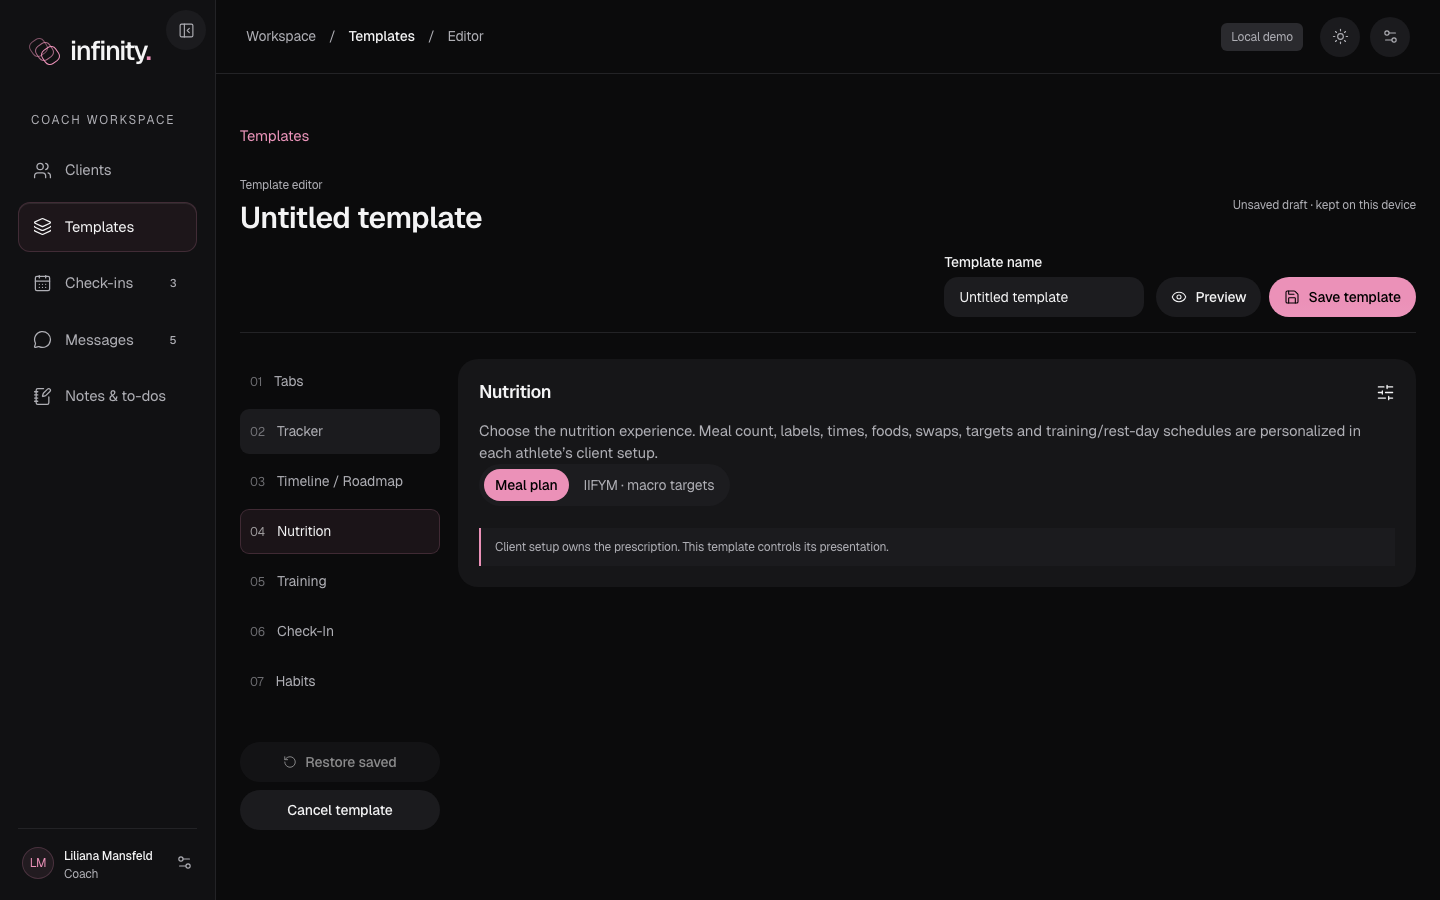 infinity.
COACH WORKSPACE
Clients
Templates
Check-ins 3
Messages 5
Notes & to-dos
LM
Liliana Mansfeld
Coach
Workspace / Templates / Editor
Local demo
Templates
Template editor
Untitled template
Unsaved draft · kept on this device
Template name
Untitled template
Preview
Save template
01 Tabs
02 Tracker
03 Timeline / Roadmap
04 Nutrition
05 Training
06 Check-In
07 Habits
Restore saved
Cancel template
Nutrition
Choose the nutrition experience. Meal count, labels, times, foods, swaps, targets and training/rest-day schedules are personalized in
each athlete’s client setup.
Meal plan
IIFYM · macro targets
Client setup owns the prescription. This template controls its presentation.